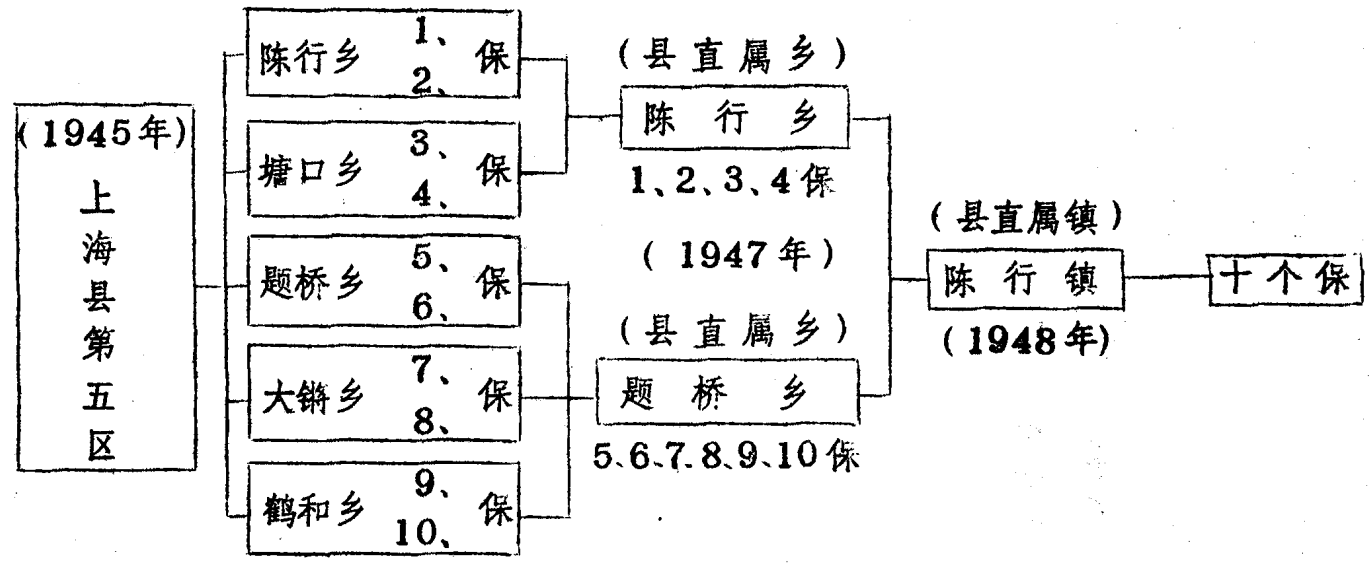 (1945年)
上海县第五区
陈行乡 1、2、保
塘口乡 3、4、保
题桥乡 5、6、保
大锵乡 7、8、保
鹤和乡 9、10、保
(县直属乡)
陈行乡
1、2、3、4保
(1947年)
(县直属乡)
题桥乡
5、6、7、8、9、10保
(县直属镇)
陈行镇
(1948年)
十个保